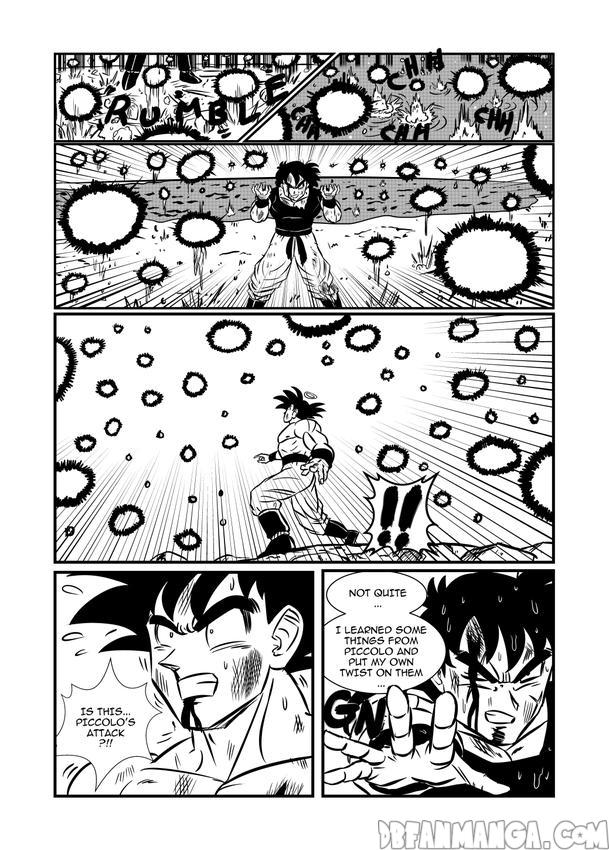 RUMBLE
CHH
CHH
CHH
CHH
!!
IS THIS...
PICCOLO'S
ATTACK
?!!
NOT QUITE
...
I LEARNED SOME
THINGS FROM
PICCOLO AND
PUT MY OWN
TWIST ON THEM
...
GN
DBFANMANGA.COM